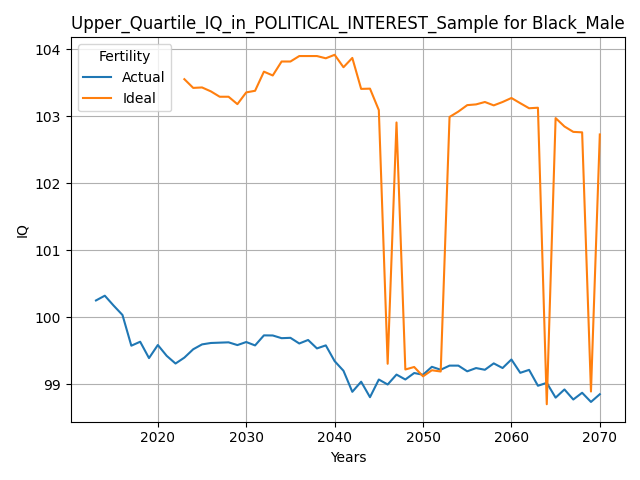 Upper_Quartile_IQ_in_POLITICAL_INTEREST_Sample for Black_Male
Fertility
Actual
Ideal
104
103
102
101
100
99
IQ
2020 2030 2040 2050 2060 2070
Years